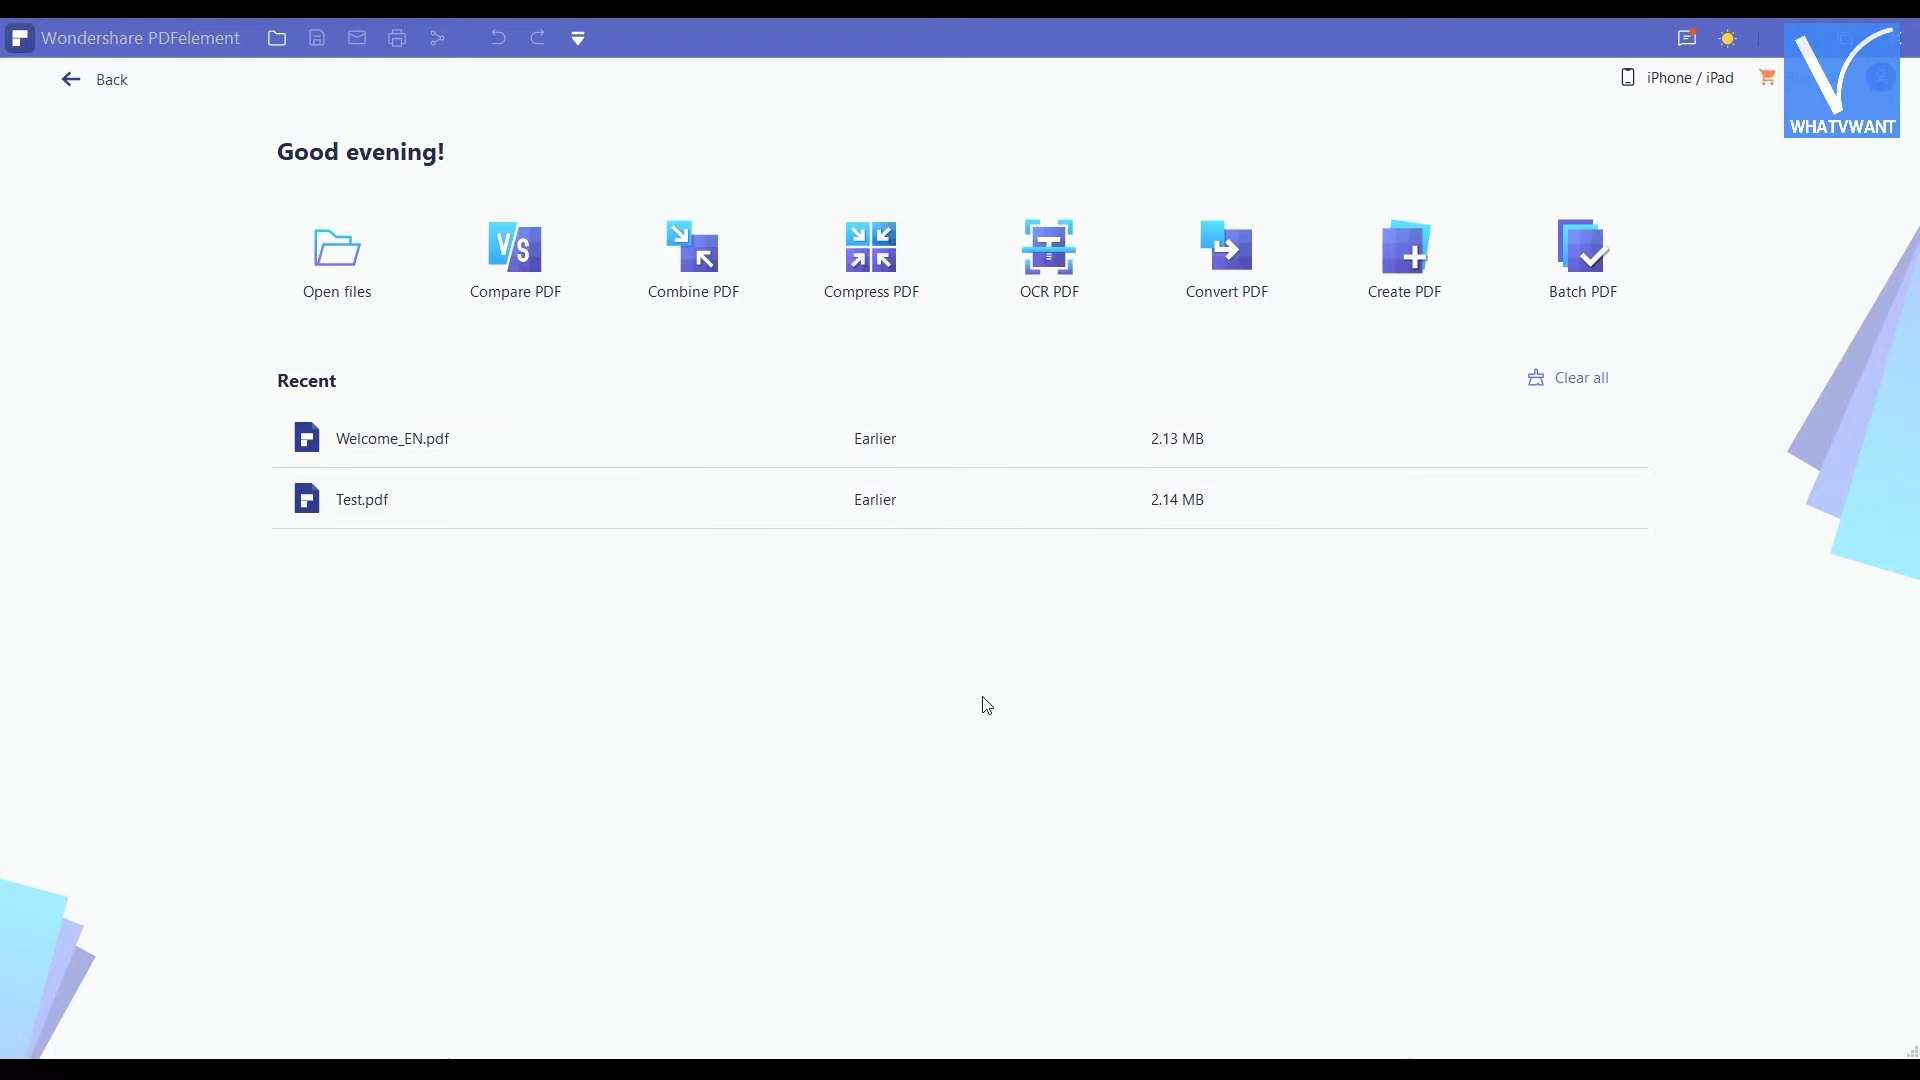 Wondershare PDFelement
Back
iPhone / iPad
WHATVWANT
Good evening!
Open files
Compare PDF
Combine PDF
Compress PDF
OCR PDF
Convert PDF
Create PDF
Batch PDF
Recent
Clear all
Welcome_EN.pdf Earlier 2.13 MB
Test.pdf Earlier 2.14 MB